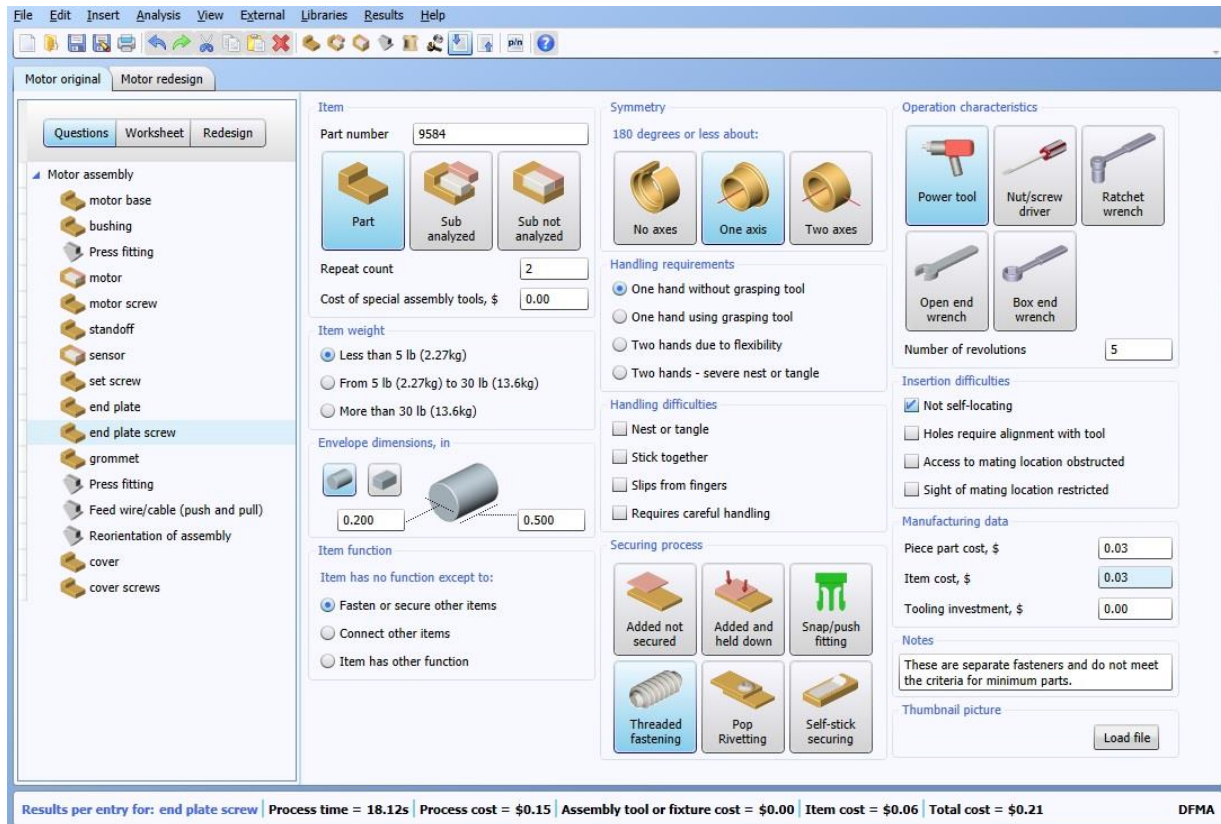 File Edit Insert Analysis View External Libraries Results Help
p/n ?
Motor original Motor redesign
Questions Worksheet Redesign
Motor assembly
motor base
bushing
Press fitting
motor
motor screw
standoff
sensor
set screw
end plate
end plate screw
grommet
Press fitting
Feed wire/cable (push and pull)
Reorientation of assembly
cover
cover screws
Item
Part number 9584
Part
Sub
analyzed
Sub not
analyzed
Repeat count 2
Cost of special assembly tools, $ 0.00
Item weight
Less than 5 lb (2.27kg)
From 5 lb (2.27kg) to 30 lb (13.6kg)
More than 30 lb (13.6kg)
Envelope dimensions, in
0.200 0.500
Item function
Item has no function except to:
Fasten or secure other items
Connect other items
Item has other function
Symmetry
180 degrees or less about:
No axes One axis Two axes
Handling requirements
One hand without grasping tool
One hand using grasping tool
Two hands due to flexibility
Two hands - severe nest or tangle
Handling difficulties
Nest or tangle
Stick together
Slips from fingers
Requires careful handling
Securing process
Added not
secured
Added and
held down
Snap/push
fitting
Threaded
fastening
Pop
Rivetting
Self-stick
securing
Operation characteristics
Power tool
Nut/screw
driver
Ratchet
wrench
Open end
wrench
Box end
wrench
Number of revolutions 5
Insertion difficulties
Not self-locating
Holes require alignment with tool
Access to mating location obstructed
Sight of mating location restricted
Manufacturing data
Piece part cost, $ 0.03
Item cost, $ 0.03
Tooling investment, $ 0.00
Notes
These are separate fasteners and do not meet
the criteria for minimum parts.
Thumbnail picture
Load file
Results per entry for: end plate screw Process time = 18.12s Process cost = $0.15 Assembly tool or fixture cost = $0.00 Item cost = $0.06 Total cost = $0.21 DFMA